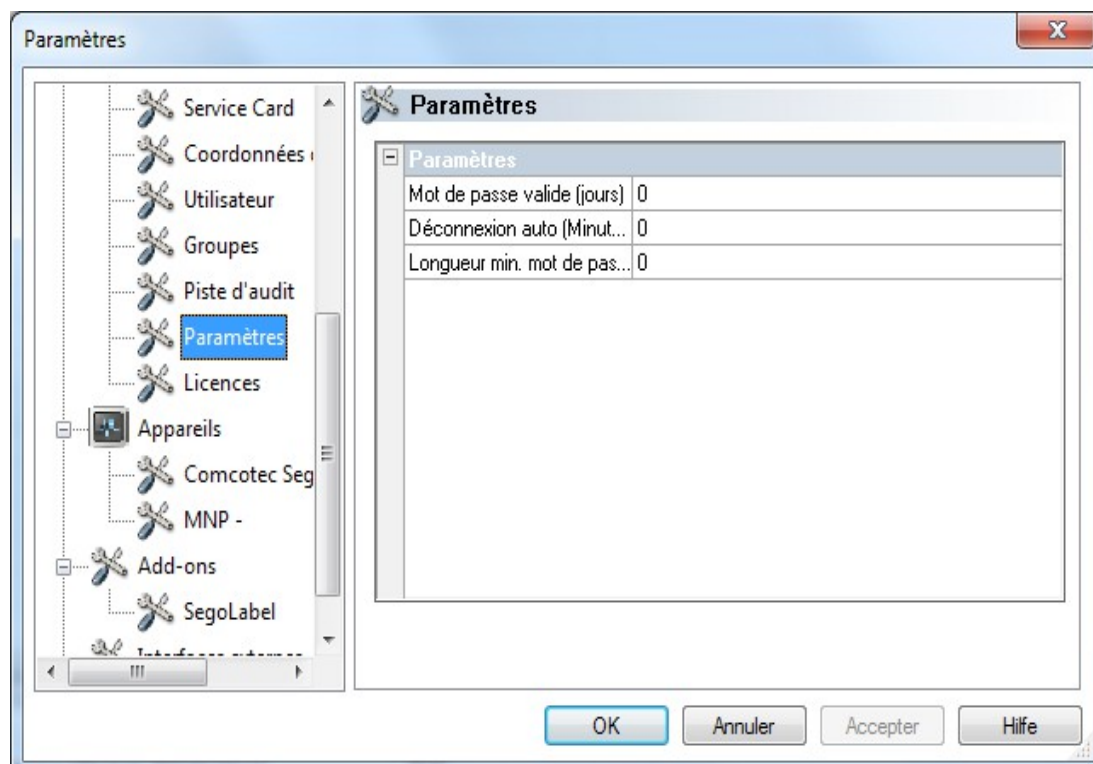 Paramètres
Service Card
Coordonnées
Utilisateur
Groupes
Piste d'audit
Paramètres
Licences
Appareils
Comcotec Seg
MNP -
Add-ons
SegoLabel
Paramètres
Paramètres
Mot de passe valide (jours) 0
Déconnexion auto (Minut... 0
Longueur min. mot de pas... 0
OK Annuler Accepter Hilfe